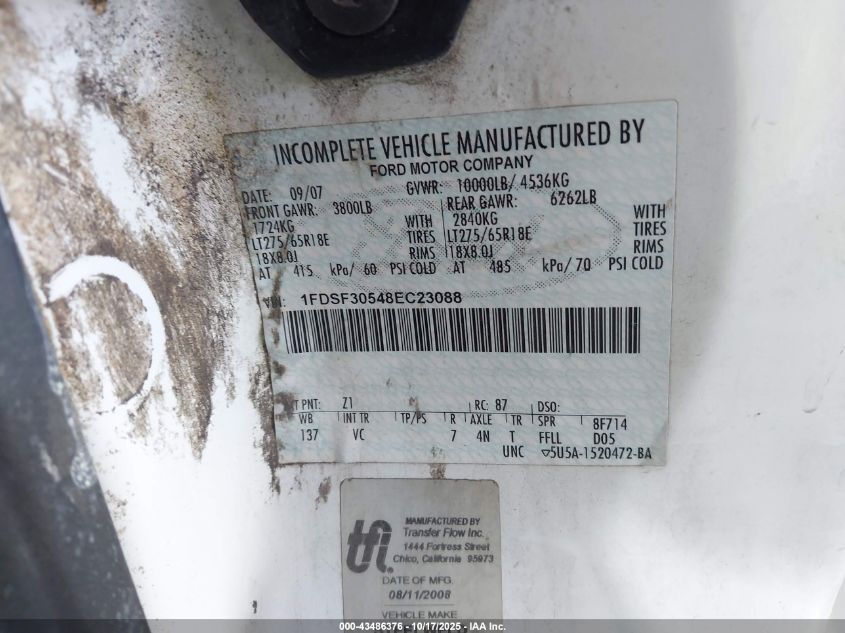 INCOMPLETE VEHICLE MANUFACTURED BY
FORD MOTOR COMPANY
DATE: 09/07 GVWR: 10000LB/ 4536KG
FRONT GAWR: 3800LB REAR GAWR: 6262LB
1724KG WITH 2840KG WITH
LT275/65R18E TIRES LT275/65R18E TIRES
18X8.0J RIMS 18X8.0J RIMS
AT 415 kPa/ 60 PSI COLD AT 485 kPa/ 70 PSI COLD
VIN: 1FDSF30548EC23088
T PNT: Z1 RC: 87 DSO:
WB INT TR TP/PS R AXLE TR SPR 8F714
137 VC 7 4N T FFLL D05
UNC ▽5U5A-1520472-BA
tfi
MANUFACTURED BY
Transfer Flow Inc.
1444 Fortress Street
Chico, California 95973
DATE OF MFG.
08/11/2008
VEHICLE MAKE
000-43486376 - 10/17/2025 - IAA Inc.